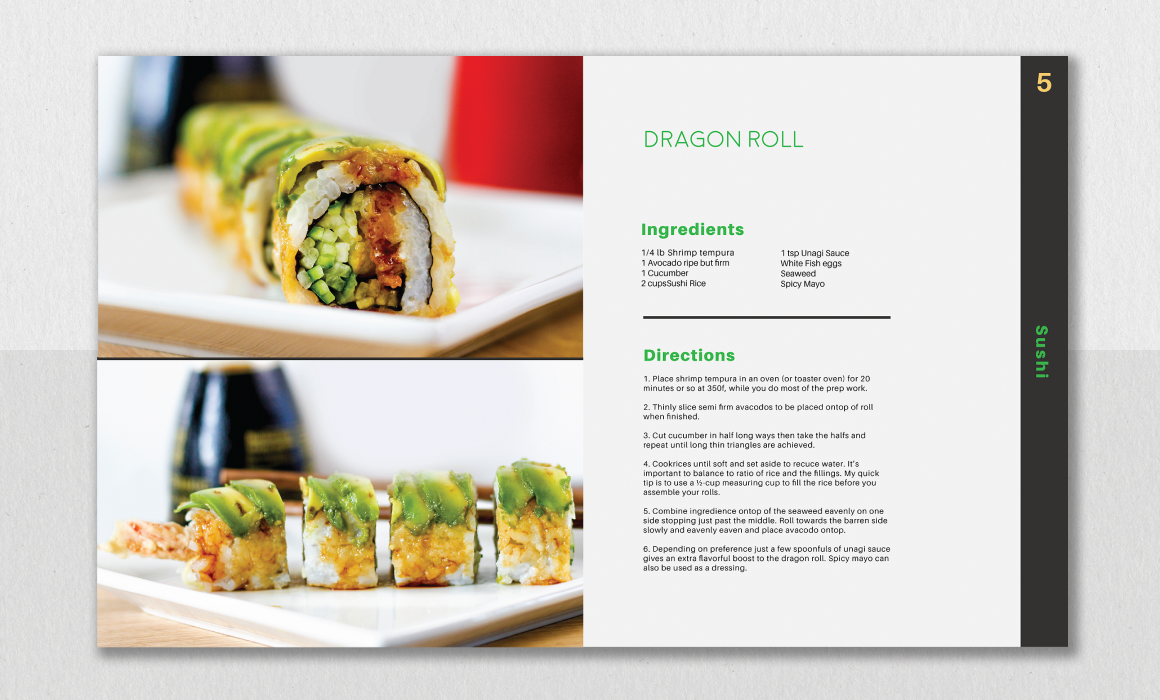 5
DRAGON ROLL
Ingredients
1/4 lb Shrimp tempura
1 Avocado ripe but firm
1 Cucumber
2 cupsSushi Rice
1 tsp Unagi Sauce
White Fish eggs
Seaweed
Spicy Mayo
Directions
1. Place shrimp tempura in an oven (or toaster oven) for 20
minutes or so at 350f, while you do most of the prep work.
2. Thinly slice semi firm avacodos to be placed ontop of roll
when finished.
3. Cut cucumber in half long ways then take the halfs and
repeat until long thin triangles are achieved.
4. Cookrices until soft and set aside to recuce water. It's
important to balance to ratio of rice and the fillings. My quick
tip is to use a ½-cup measuring cup to fill the rice before you
assemble your rolls.
5. Combine ingredience ontop of the seaweed eavenly on one
side stopping just past the middle. Roll towards the barren side
slowly and eavenly eaven and place avacodo ontop.
6. Depending on preference just a few spoonfuls of unagi sauce
gives an extra flavorful boost to the dragon roll. Spicy mayo can
also be used as a dressing.
Sushi